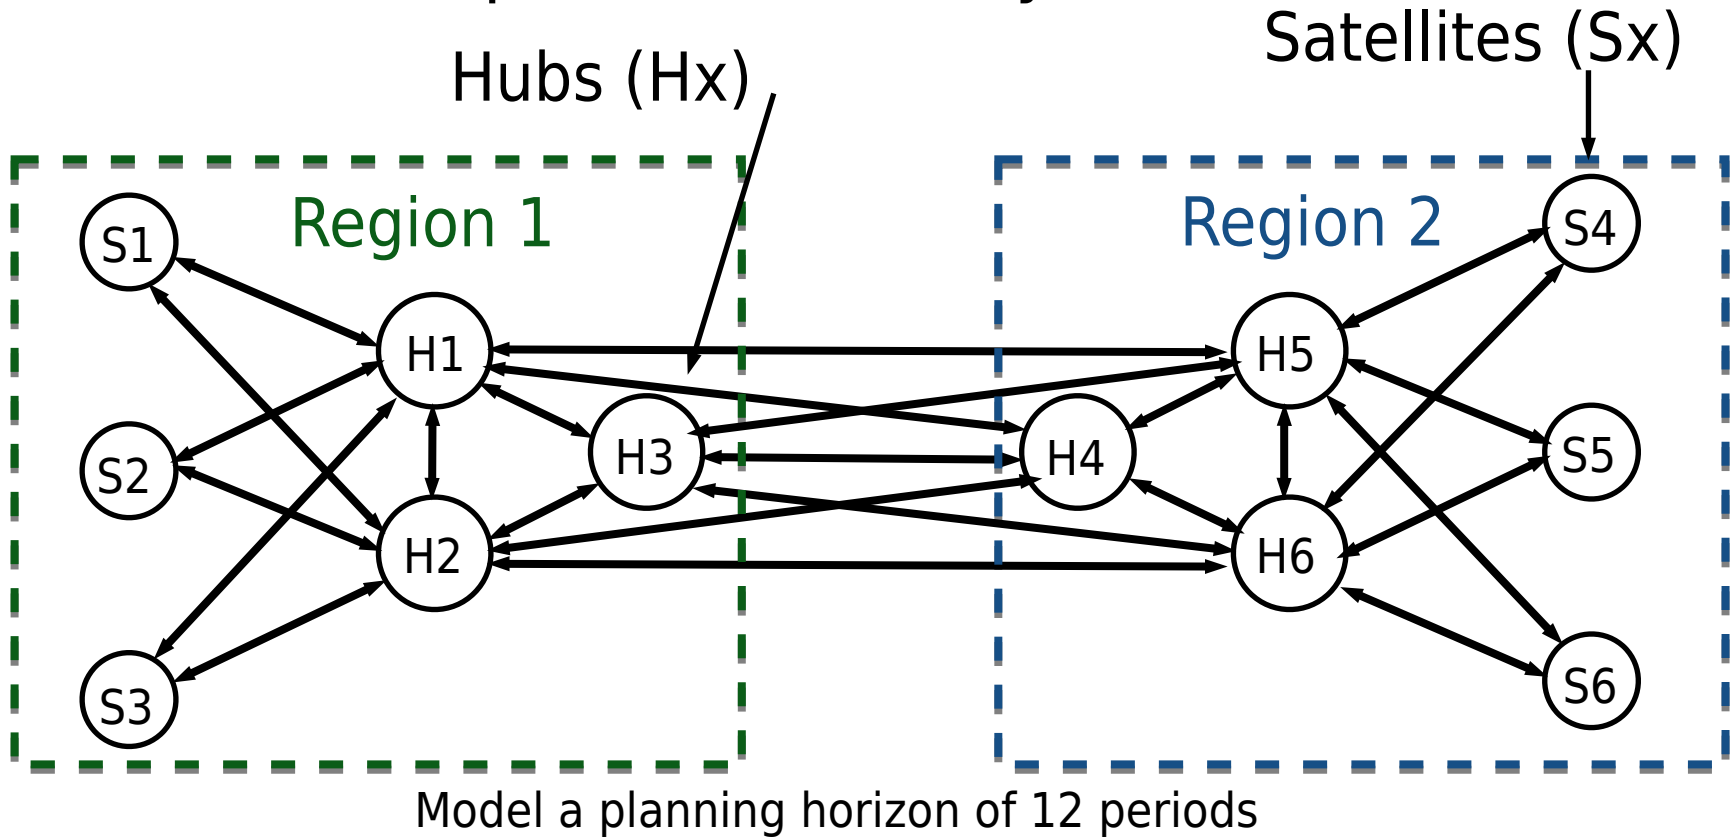 Satellites (Sx)
Hubs (Hx)
Region 1
Region 2
S1
S4
H1
H5
H3
H4
S2
S5
H2
H6
S3
S6
Model a planning horizon of 12 periods